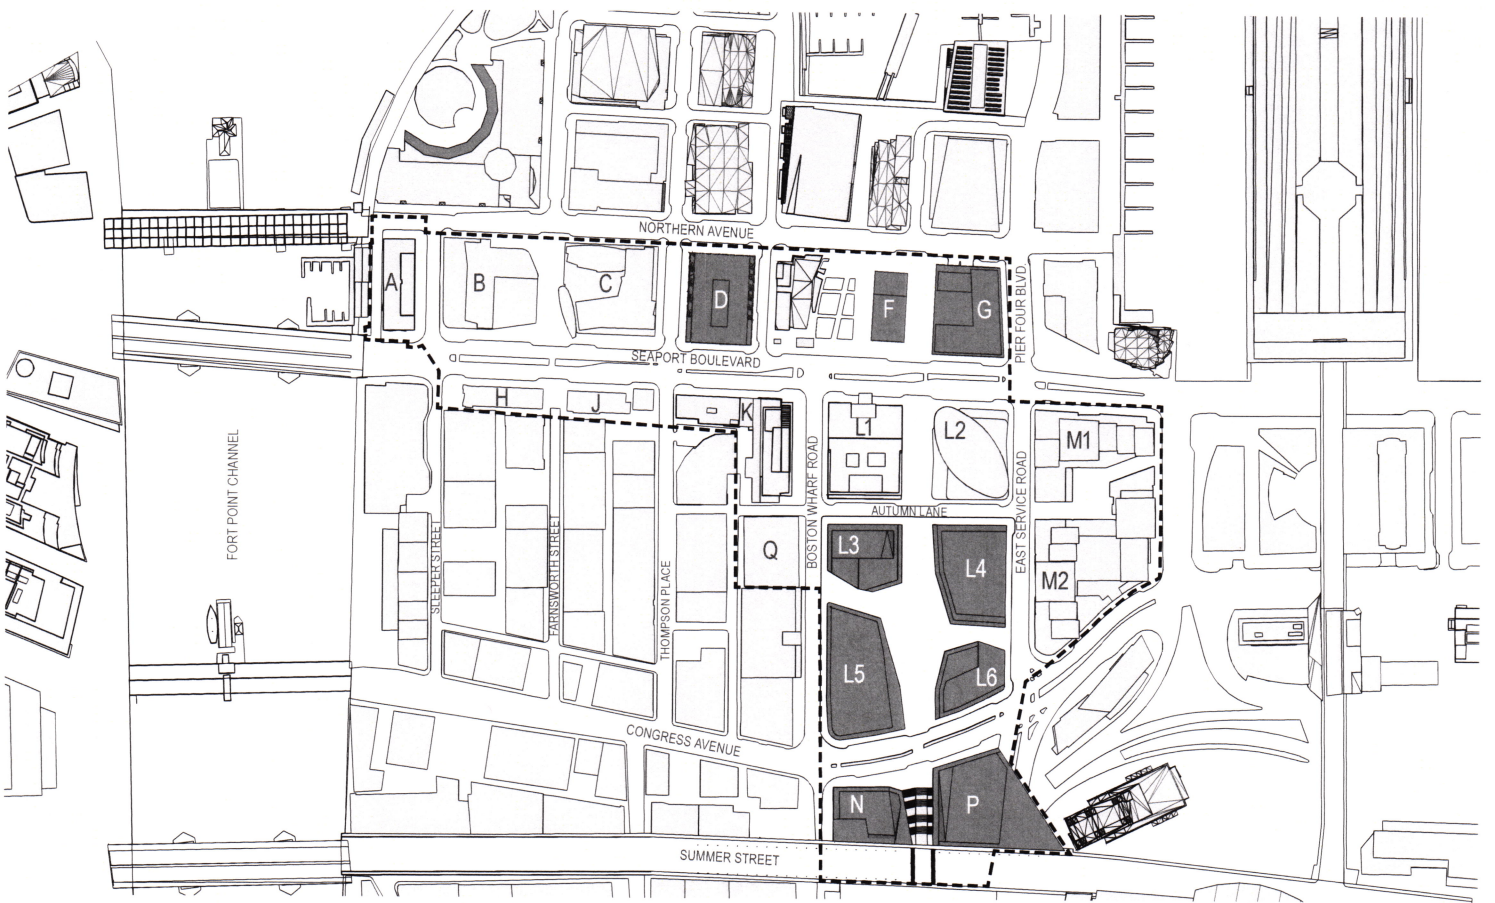 NORTHERN AVENUE
A
B
C
D
F
G
PIER FOUR BLVD.
SEAPORT BOULEVARD
H
J
K
L1
L2
M1
FORT POINT CHANNEL
SLEEPER STREET
FARNSWORTH STREET
THOMPSON PLACE
BOSTON WHARF ROAD
AUTUMN LANE
EAST SERVICE ROAD
Q
L3
L4
M2
L5
L6
CONGRESS AVENUE
N
P
SUMMER STREET